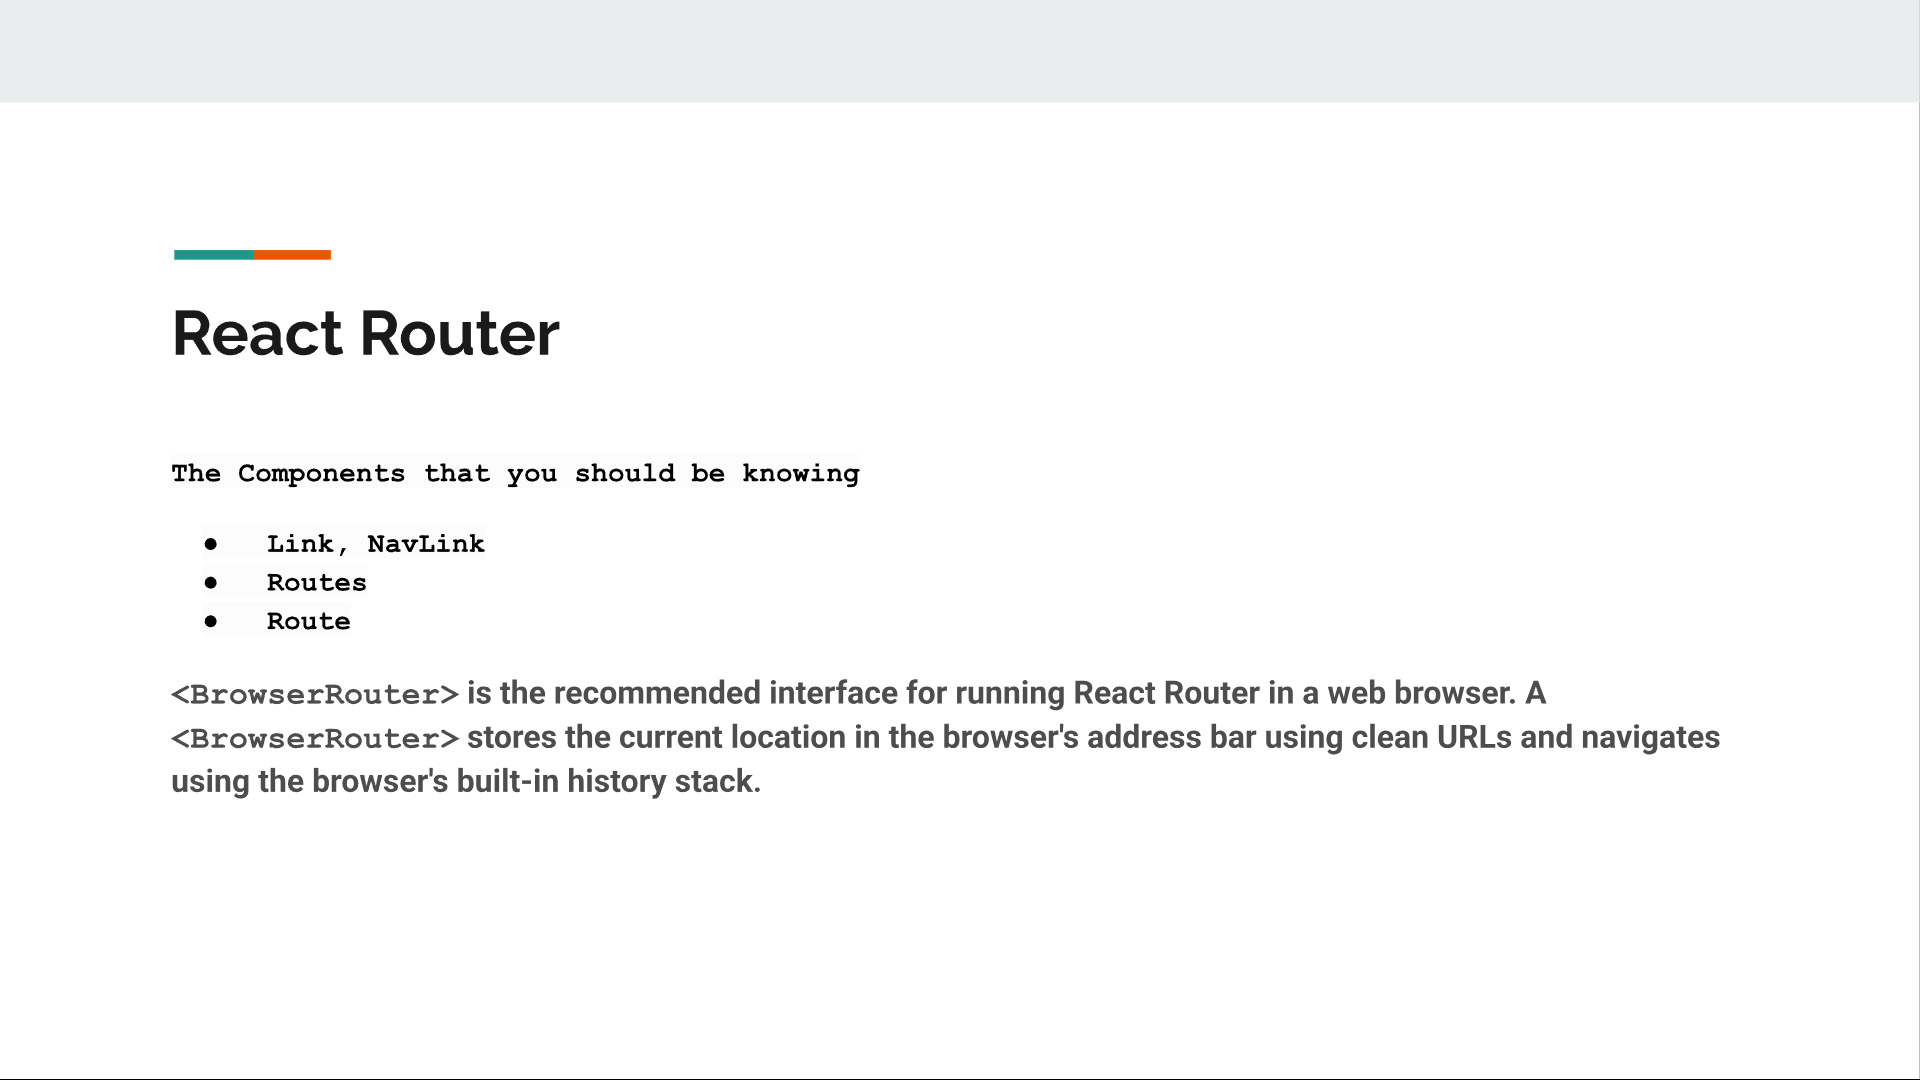 React Router
The Components that you should be knowing
● Link, NavLink
● Routes
● Route
<BrowserRouter> is the recommended interface for running React Router in a web browser. A
<BrowserRouter> stores the current location in the browser's address bar using clean URLs and navigates
using the browser's built-in history stack.